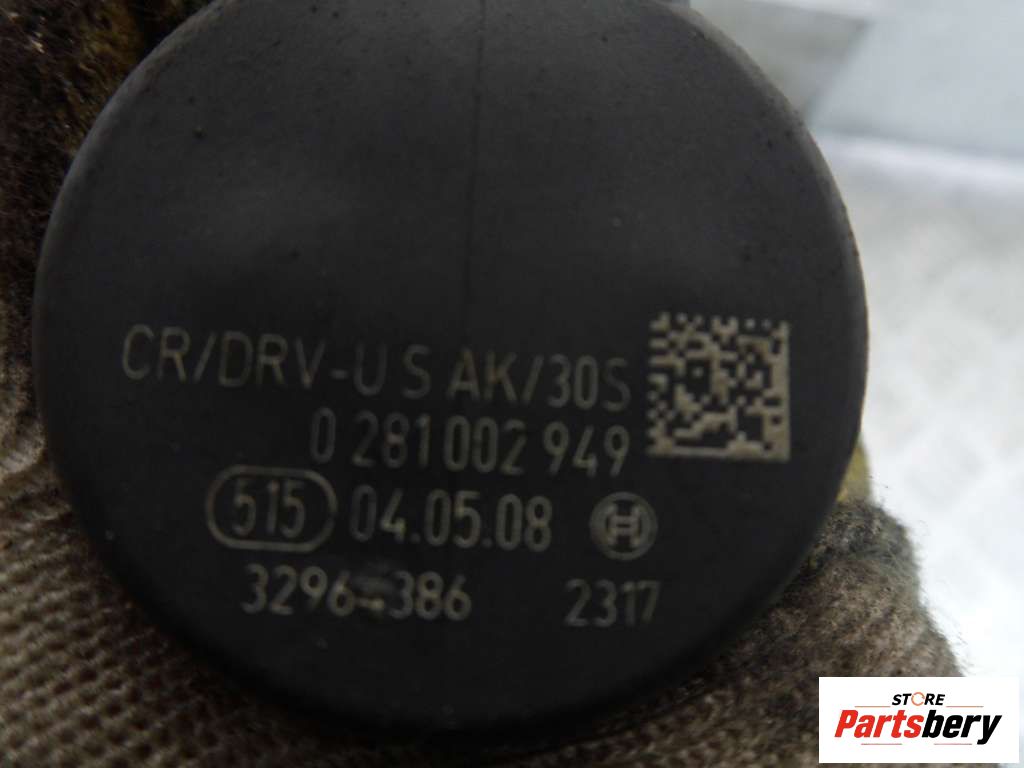 CR/DRV-U S AK/30S
0 281 002 949
515 04.05.08
3296 386 2317
STORE
Partsbery